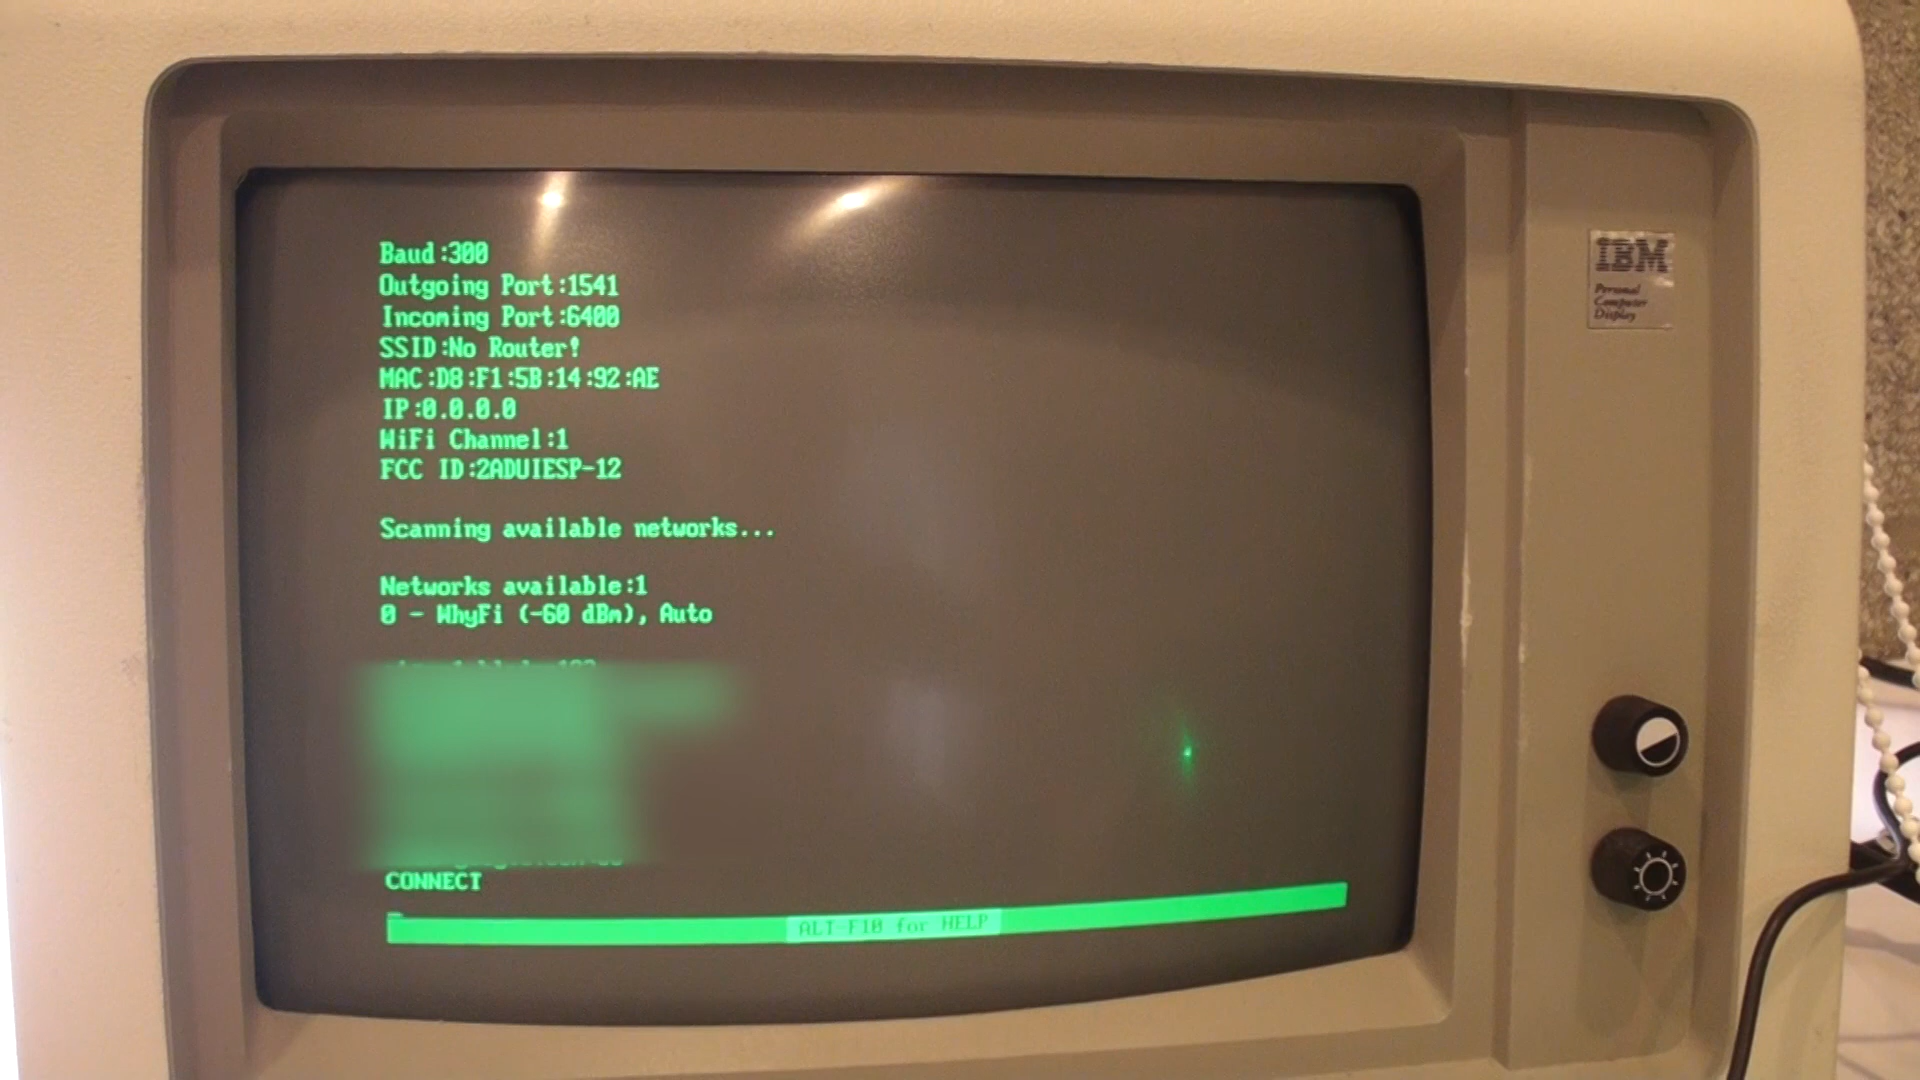 Baud:300
Outgoing Port:1541
Incoming Port:6400
SSID:No Router!
MAC:D8:F1:5B:14:92:AE
IP:0.0.0.0
WiFi Channel:1
FCC ID:2ADUIESP-12
Scanning available networks...
Networks available:1
0 - WhyFi (-60 dBm), Auto
CONNECT
ALT-F10 for HELP
IBM
Personal
Computer
Display